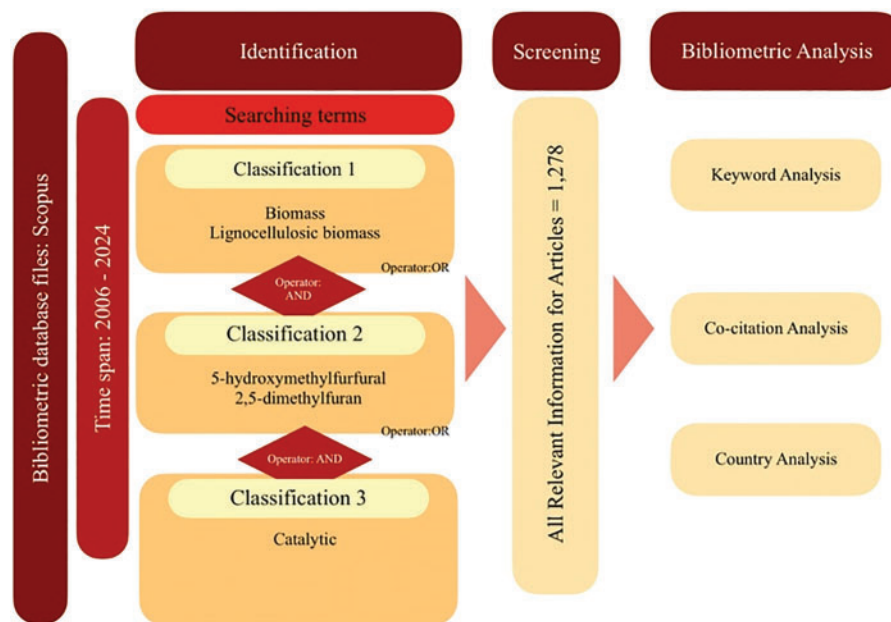 Bibliometric database files: Scopus
Time span: 2006 - 2024
Identification
Searching terms
Classification 1
Biomass
Lignocellulosic biomass
Operator:OR
Operator:
AND
Classification 2
5-hydroxymethylfurfural
2,5-dimethylfuran
Operator:OR
Operator: AND
Classification 3
Catalytic
Screening
All Relevant Information for Articles = 1,278
Bibliometric Analysis
Keyword Analysis
Co-citation Analysis
Country Analysis